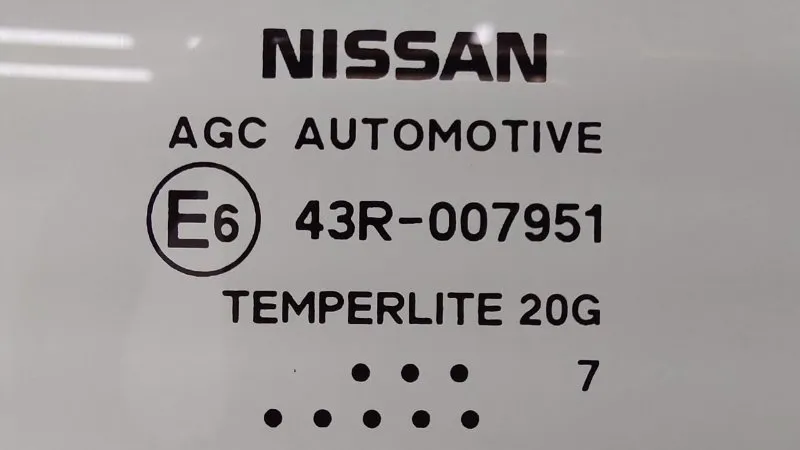 NISSAN
AGC AUTOMOTIVE
E6 43R-007951
TEMPERLITE 20G
7